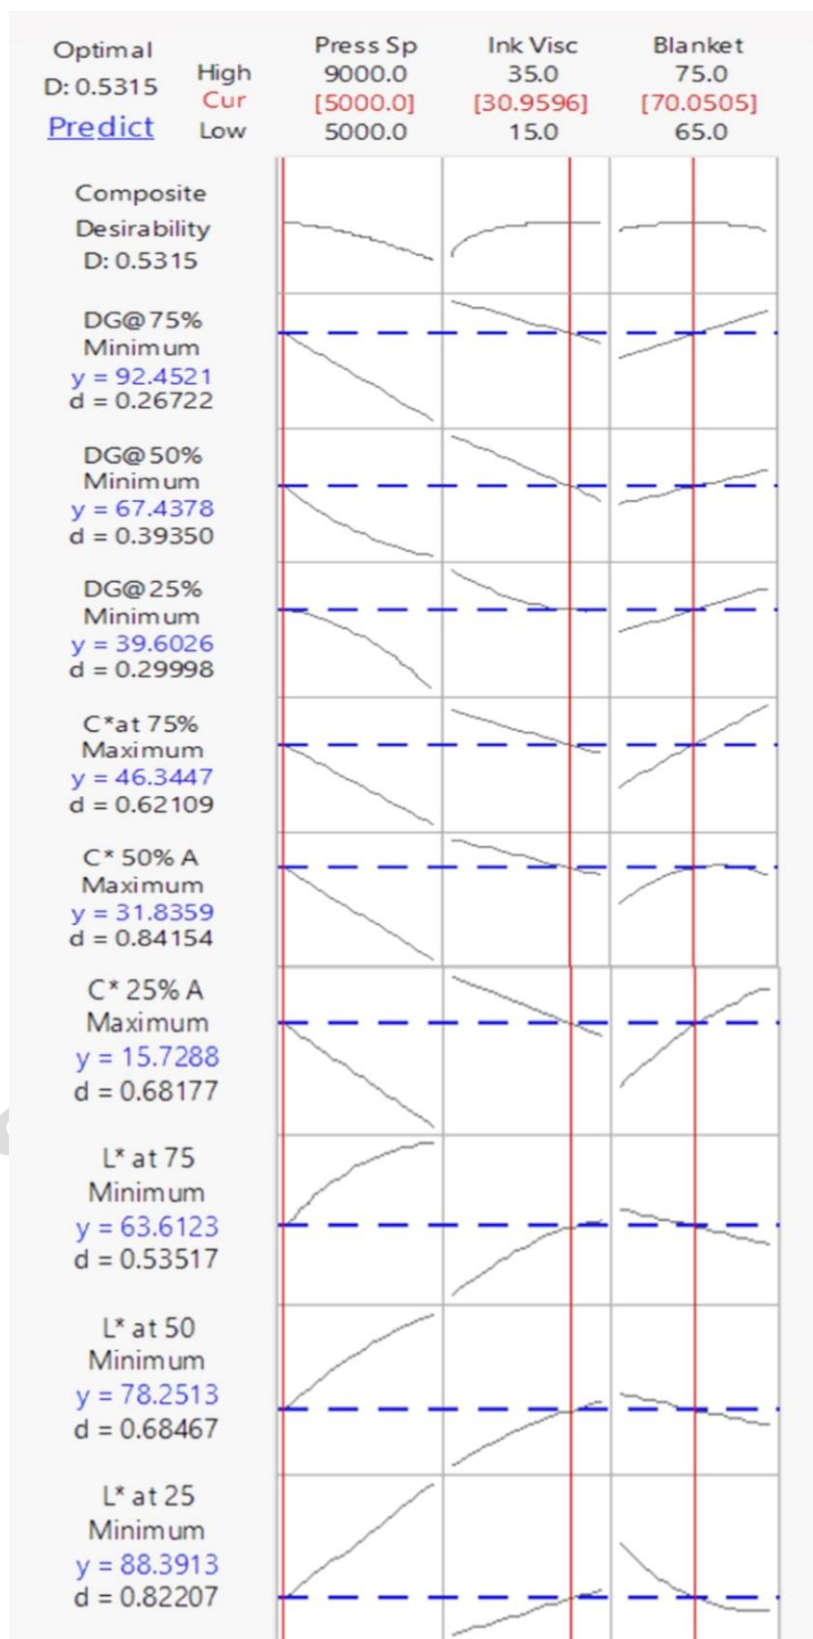 Optimal
D: 0.5315
Predict
High
Cur
Low
Press Sp
9000.0
[5000.0]
5000.0
Ink Visc
35.0
[30.9596]
15.0
Blanket
75.0
[70.0505]
65.0
Composite
Desirability
D: 0.5315
DG@75%
Minimum
y = 92.4521
d = 0.26722
DG@50%
Minimum
y = 67.4378
d = 0.39350
DG@25%
Minimum
y = 39.6026
d = 0.29998
C*at 75%
Maximum
y = 46.3447
d = 0.62109
C* 50% A
Maximum
y = 31.8359
d = 0.84154
C* 25% A
Maximum
y = 15.7288
d = 0.68177
L* at 75
Minimum
y = 63.6123
d = 0.53517
L* at 50
Minimum
y = 78.2513
d = 0.68467
L* at 25
Minimum
y = 88.3913
d = 0.82207